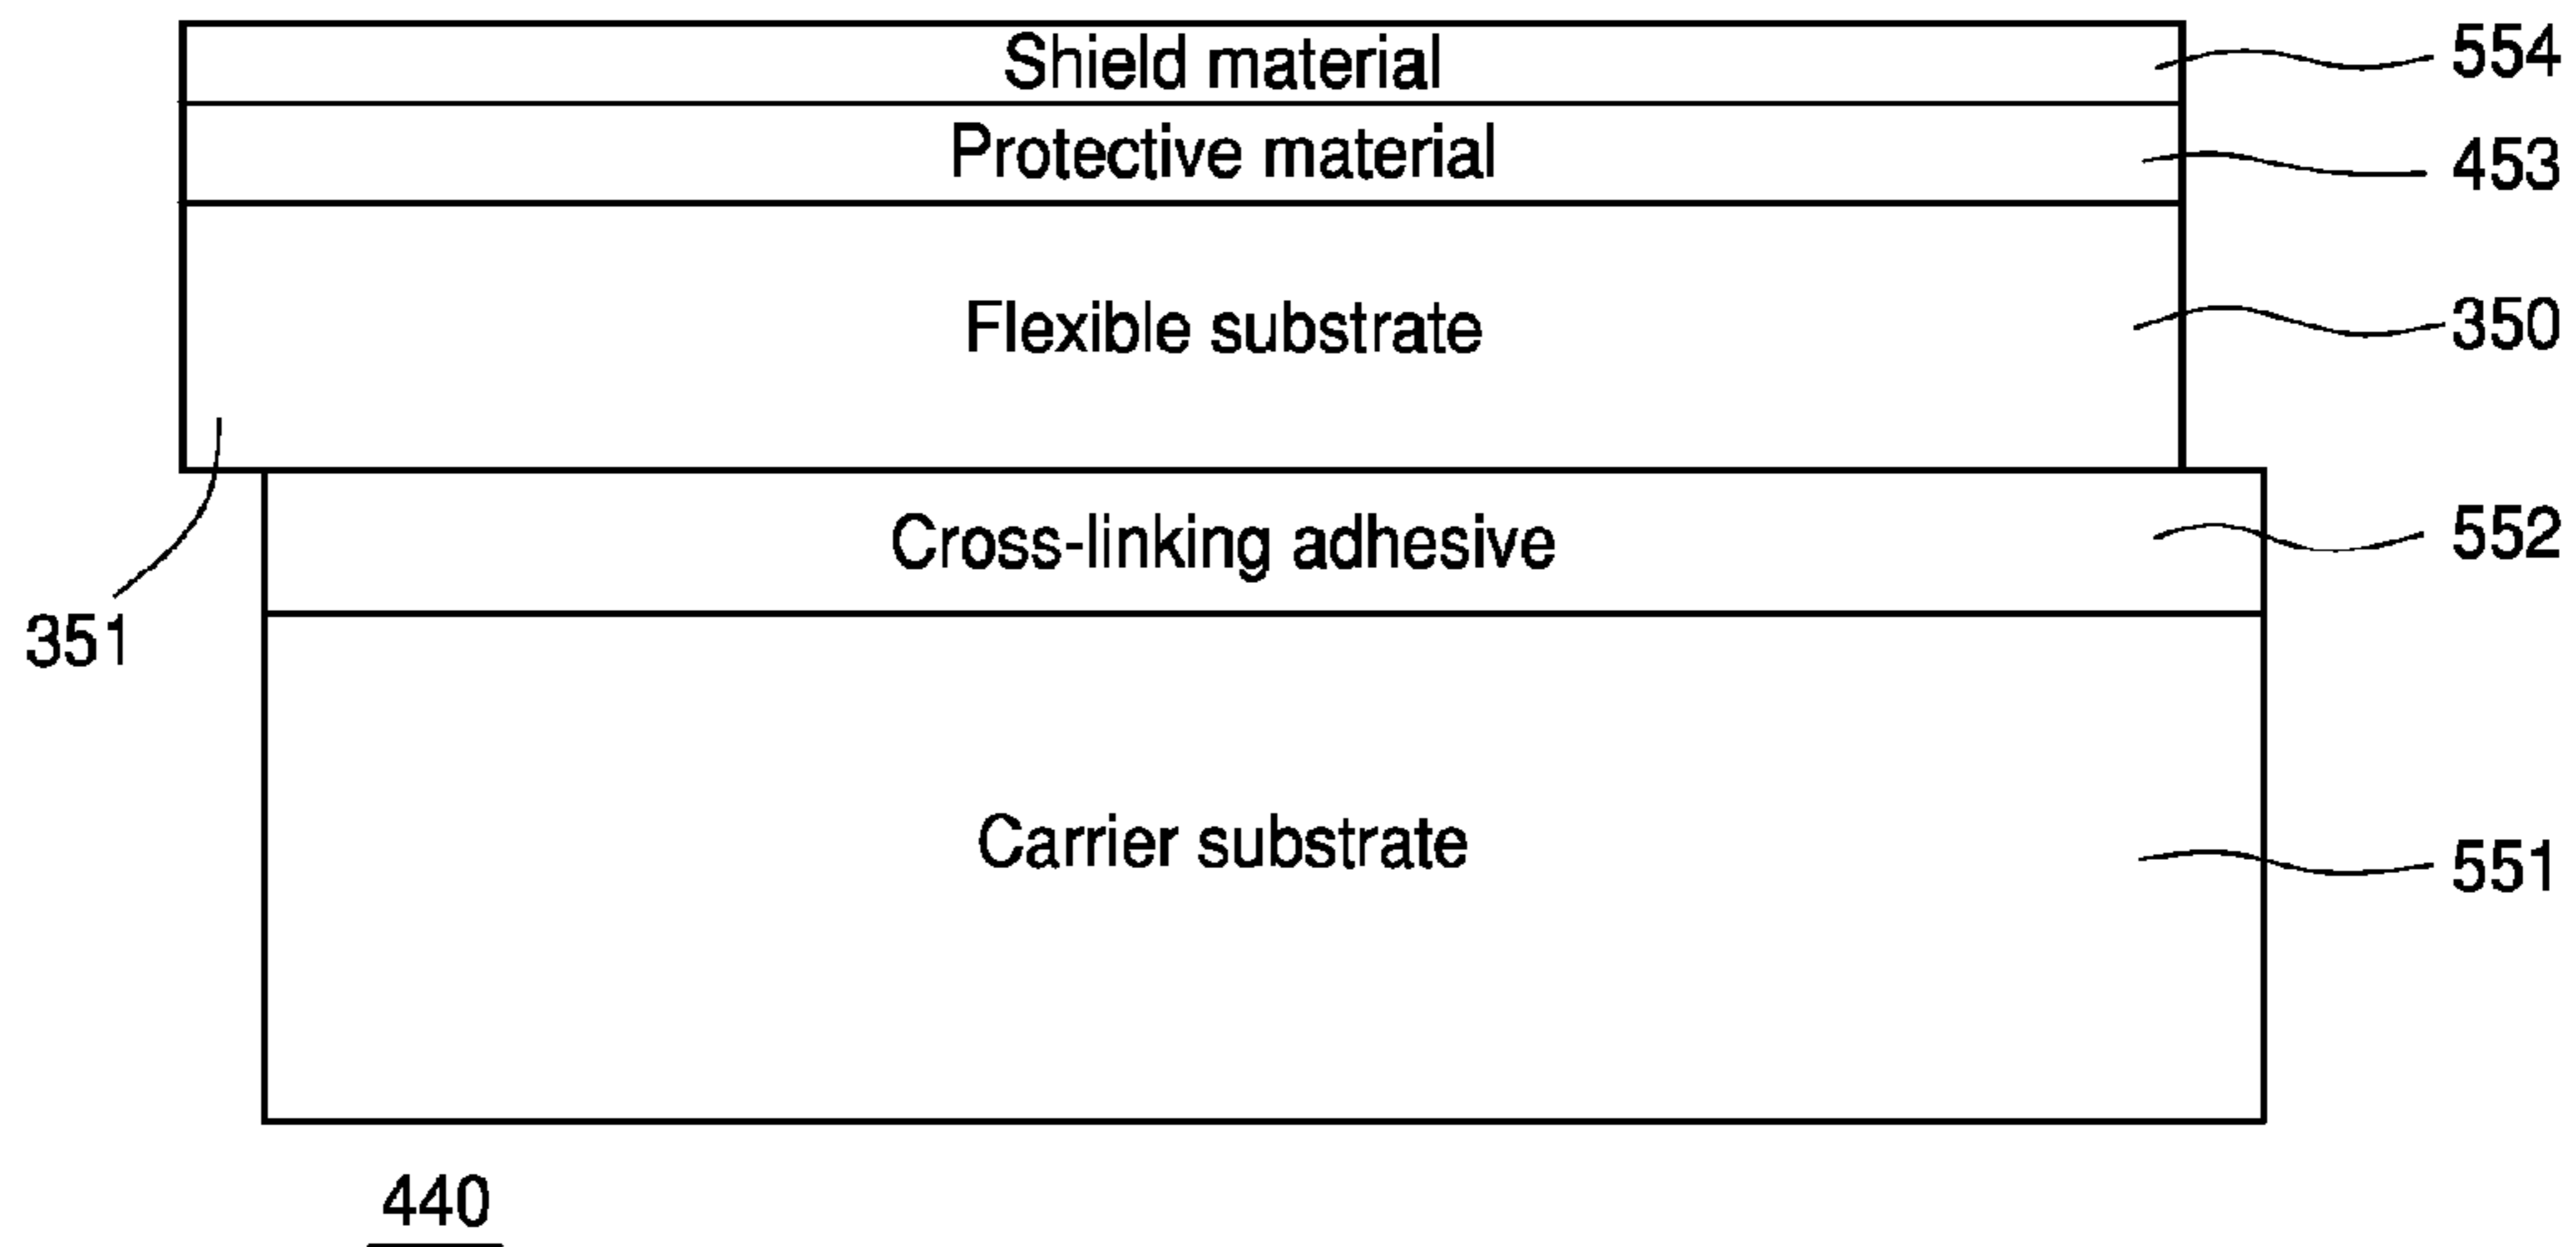 Shield material 554
Protective material 453
Flexible substrate 350
Cross-linking adhesive 552
351
Carrier substrate 551
440